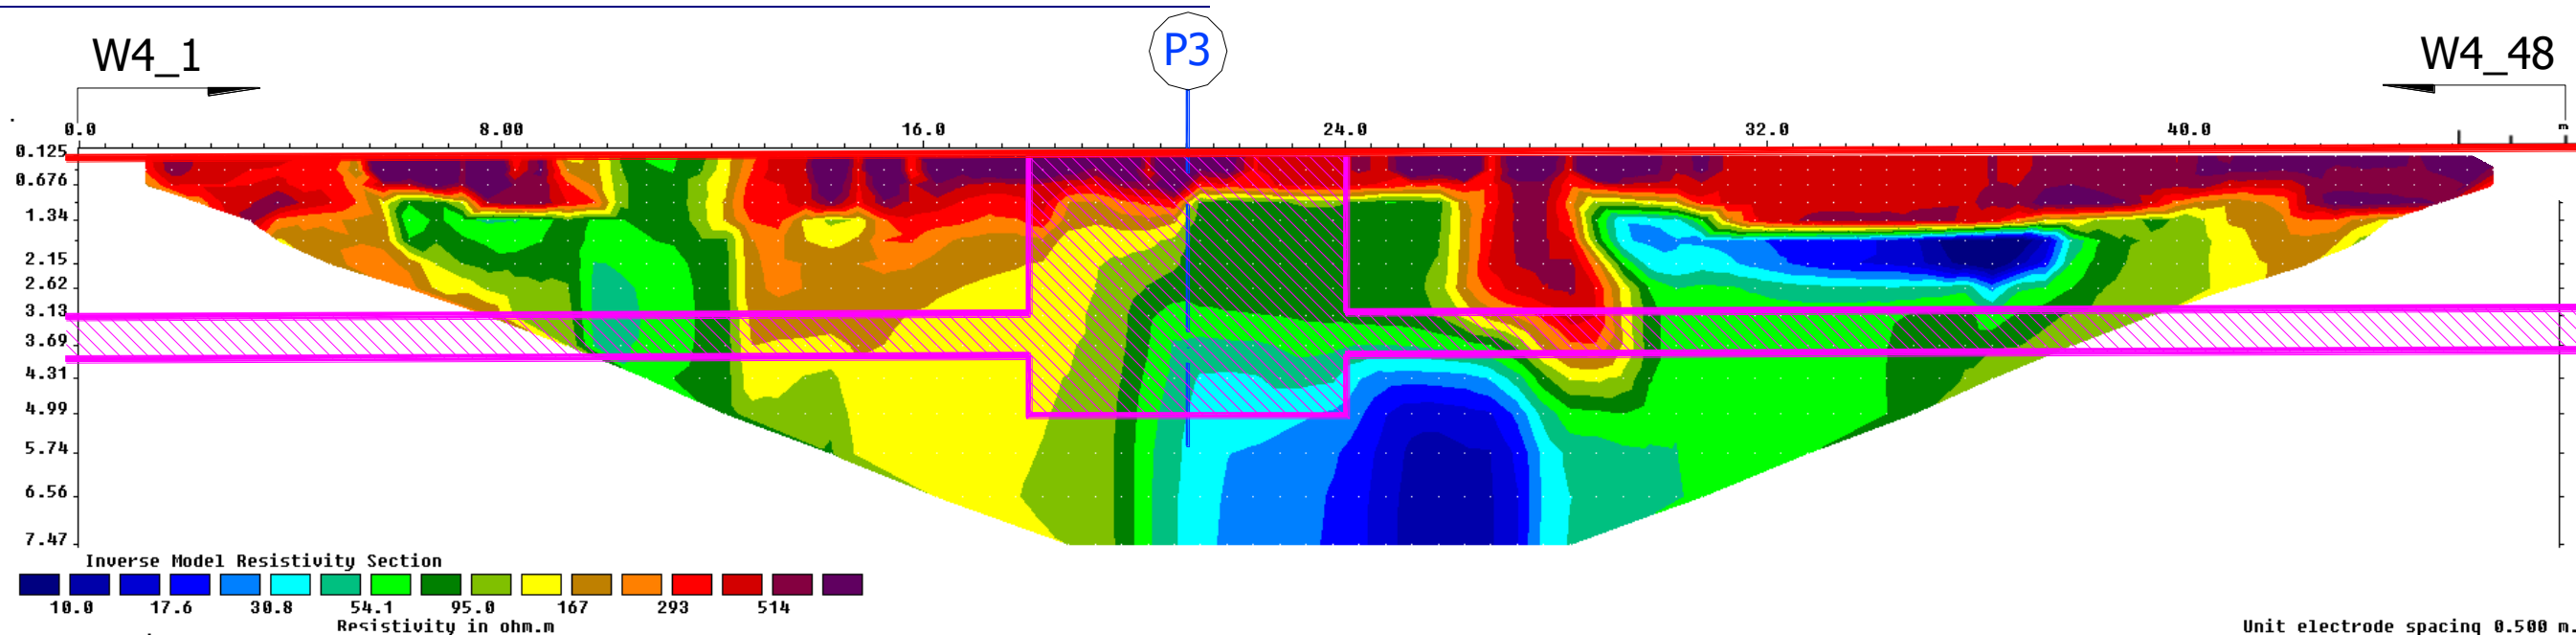 W4_1
P3
W4_48
0.0 8.00 16.0 24.0 32.0 40.0 m
0.125
0.676
1.34
2.15
2.62
3.13
3.69
4.31
4.99
5.74
6.56
7.47
Inverse Model Resistivity Section
10.0 17.6 30.8 54.1 95.0 167 293 514
Resistivity in ohm.m
Unit electrode spacing 0.500 m.